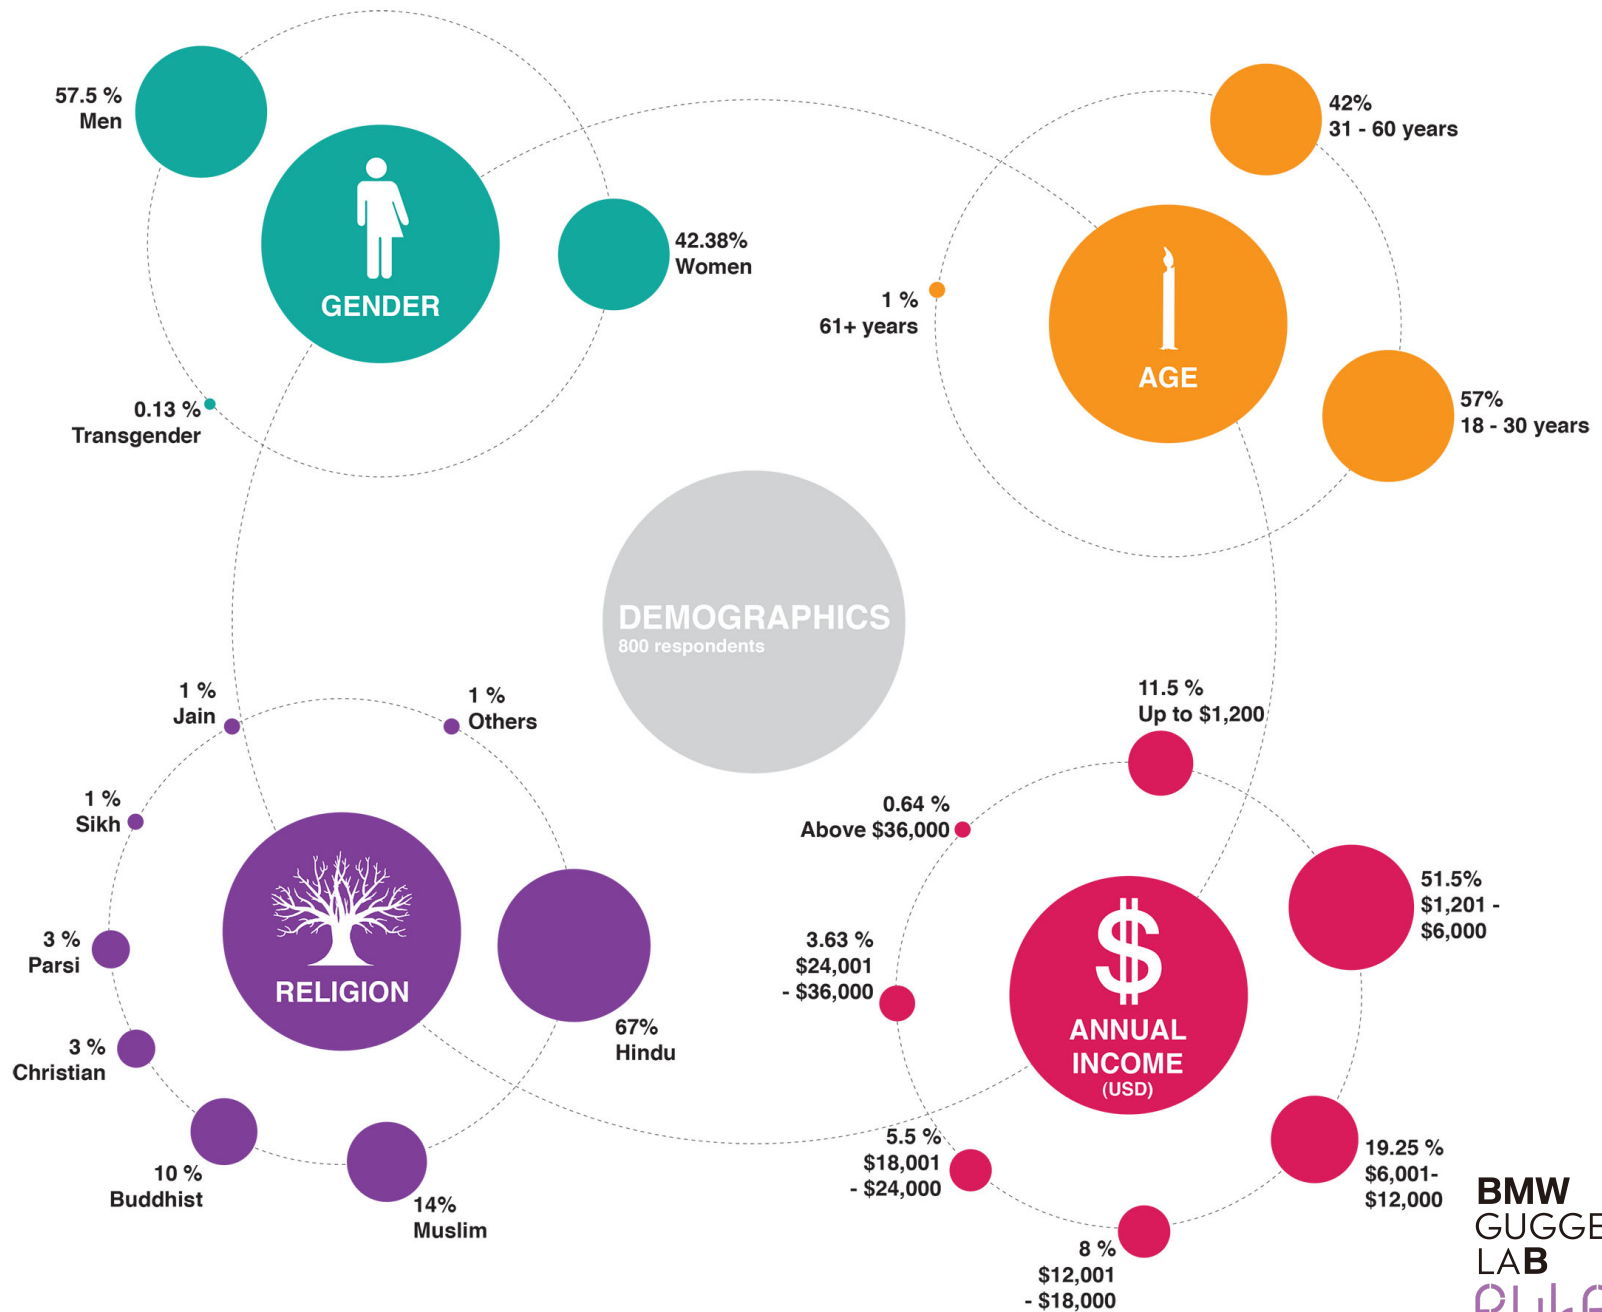 57.5 %
Men
GENDER
42.38%
Women
0.13 %
Transgender
42%
31 - 60 years
1 %
61+ years
AGE
57%
18 - 30 years
DEMOGRAPHICS
800 respondents
1 %
Jain
1 %
Others
1 %
Sikh
3 %
Parsi
RELIGION
3 %
Christian
67%
Hindu
10 %
Buddhist
14%
Muslim
11.5 %
Up to $1,200
0.64 %
Above $36,000
51.5%
$1,201 -
$6,000
3.63 %
$24,001
- $36,000
$
ANNUAL
INCOME
(USD)
5.5 %
$18,001
- $24,000
19.25 %
$6,001-
$12,000
8 %
$12,001
- $18,000
BMW
GUGGE
LAB